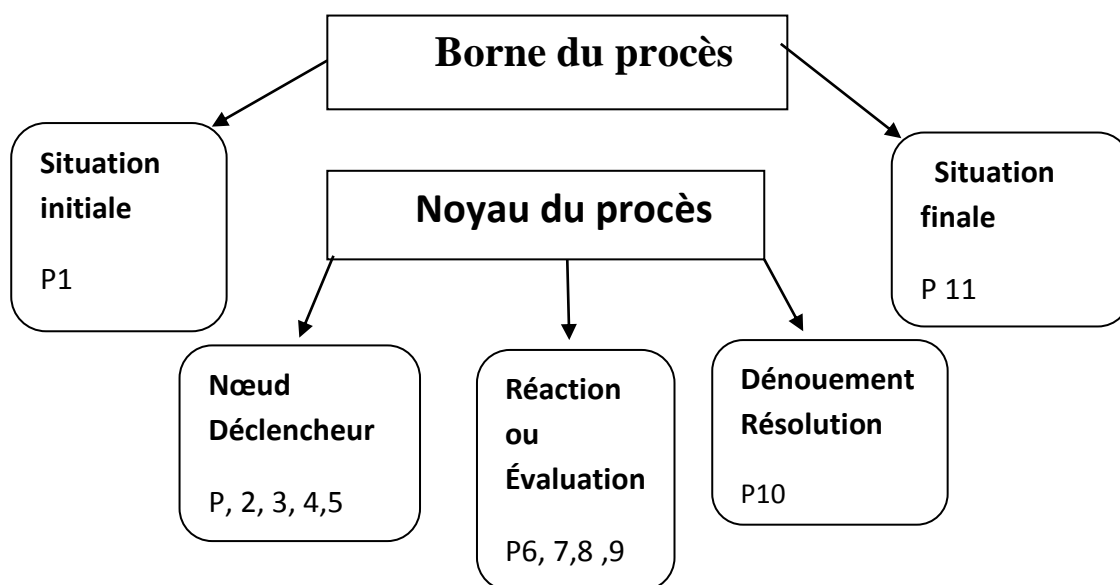 Borne du procès
Situation
initiale
P1
Noyau du procès
Situation
finale
P 11
Nœud
Déclencheur
P, 2, 3, 4,5
Réaction
ou
Évaluation
P6, 7,8 ,9
Dénouement
Résolution
P10